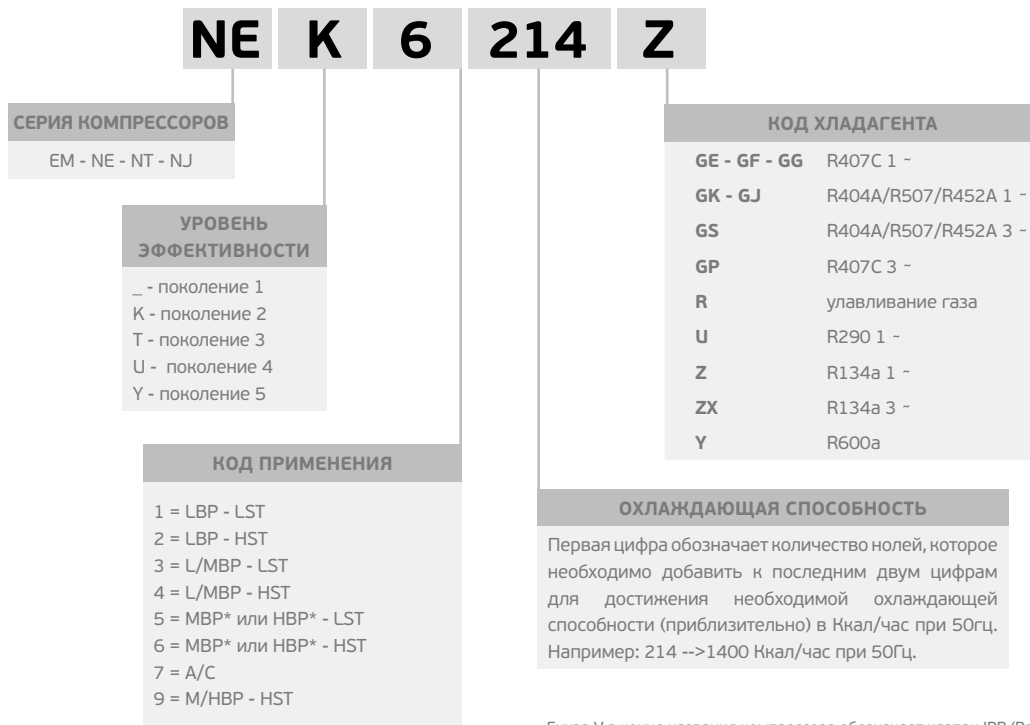 NE K 6 214 Z
СЕРИЯ КОМПРЕССОРОВ
EM - NE - NT - NJ
УРОВЕНЬ
ЭФФЕКТИВНОСТИ
_ - поколение 1
K - поколение 2
T - поколение 3
U - поколение 4
Y - поколение 5
КОД ПРИМЕНЕНИЯ
1 = LBP - LST
2 = LBP - HST
3 = L/MBP - LST
4 = L/MBP - HST
5 = MBP* или HBP* - LST
6 = MBP* или HBP* - HST
7 = A/C
9 = M/HBP - HST
КОД ХЛАДАГЕНТА
GE - GF - GG R407C 1 ~
GK - GJ R404A/R507/R452A 1 ~
GS R404A/R507/R452A 3 ~
GP R407C 3 ~
R улавливание газа
U R290 1 ~
Z R134a 1 ~
ZX R134a 3 ~
Y R600a
ОХЛАЖДАЮЩАЯ СПОСОБНОСТЬ
Первая цифра обозначает количество нолей, которое
необходимо добавить к последним двум цифрам
для достижения необходимой охлаждающей
способности (приблизительно) в Ккал/час при 50гц.
Например: 214 -->1400 Ккал/час при 50Гц.